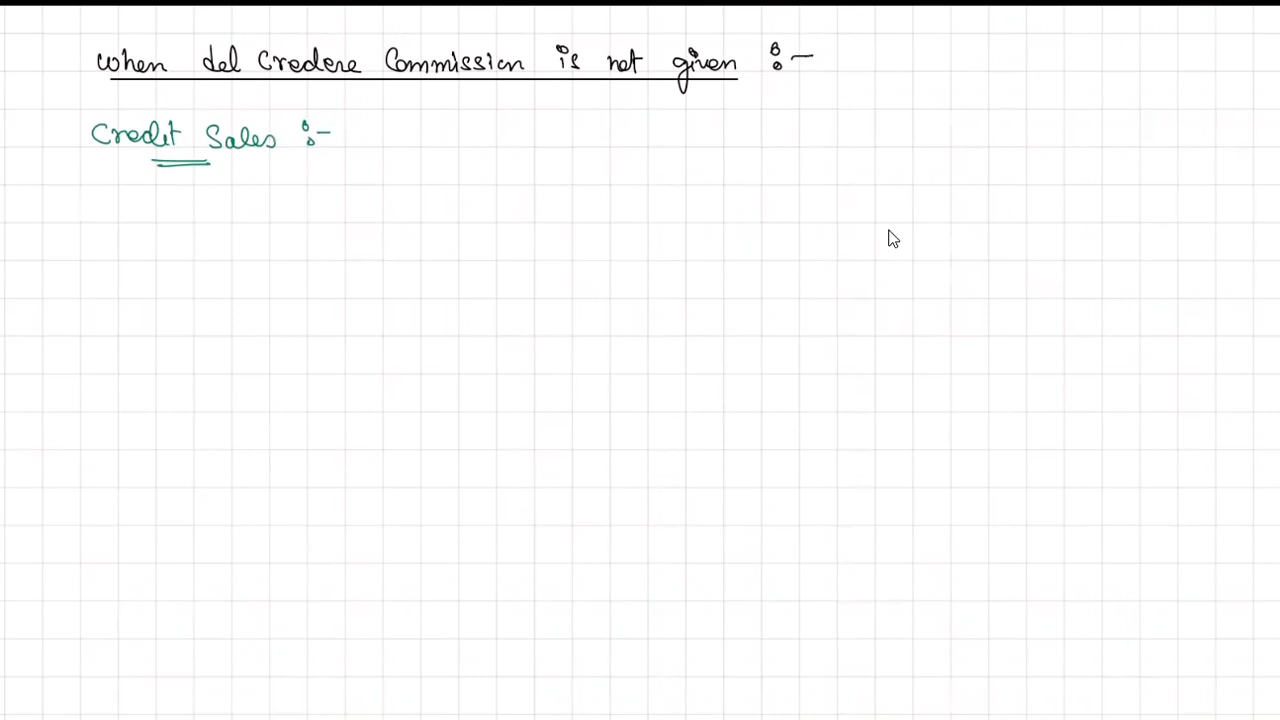 when del credere Commission is not given :-
Credit Sales :-